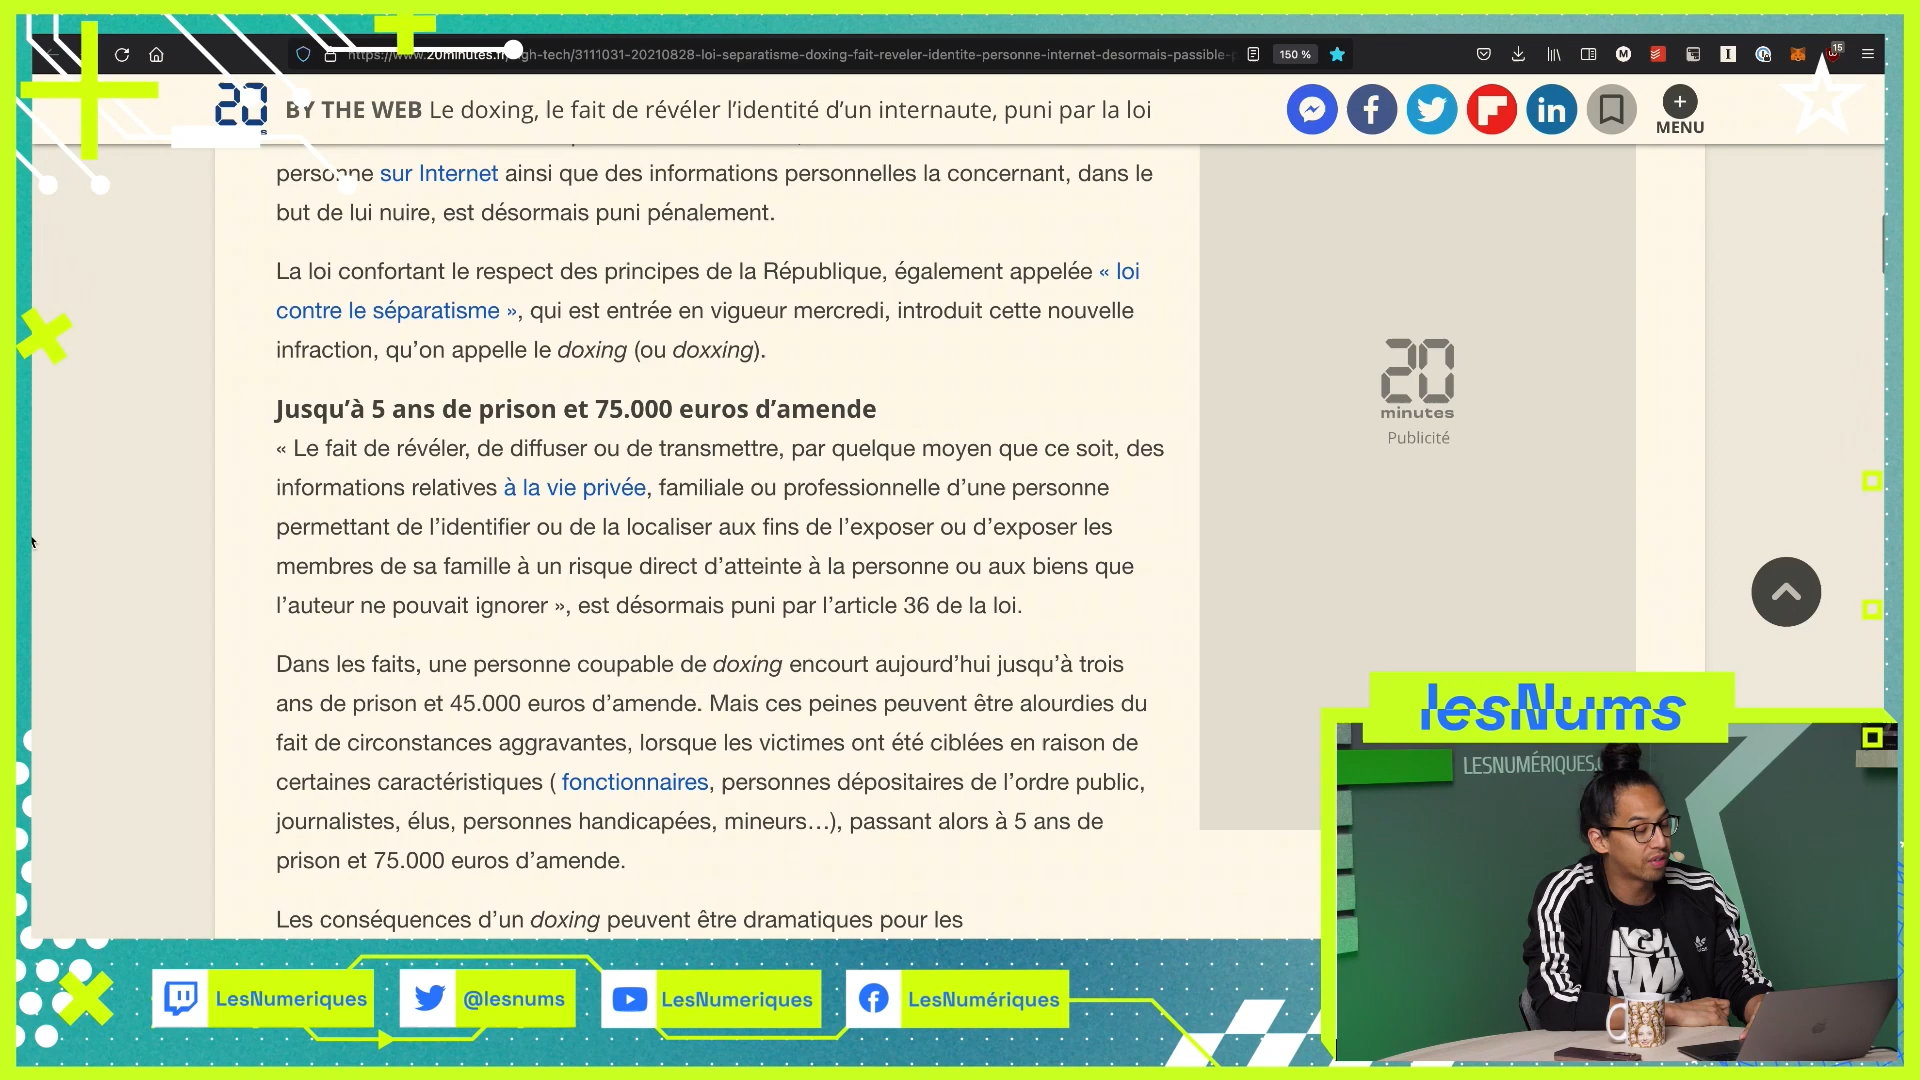 https://www.20minutes.fr/high-tech/3111031-20210828-loi-separatisme-doxing-fait-reveler-identite-personne-internet-desormais-passible-
150 %
15
20
BY THE WEB Le doxing, le fait de révéler l’identité d’un internaute, puni par la loi
MENU
personne sur Internet ainsi que des informations personnelles la concernant, dans le
but de lui nuire, est désormais puni pénalement.
La loi confortant le respect des principes de la République, également appelée « loi
contre le séparatisme », qui est entrée en vigueur mercredi, introduit cette nouvelle
infraction, qu’on appelle le doxing (ou doxxing).
Jusqu’à 5 ans de prison et 75.000 euros d’amende
« Le fait de révéler, de diffuser ou de transmettre, par quelque moyen que ce soit, des
informations relatives à la vie privée, familiale ou professionnelle d’une personne
permettant de l’identifier ou de la localiser aux fins de l’exposer ou d’exposer les
membres de sa famille à un risque direct d’atteinte à la personne ou aux biens que
l’auteur ne pouvait ignorer », est désormais puni par l’article 36 de la loi.
Dans les faits, une personne coupable de doxing encourt aujourd’hui jusqu’à trois
ans de prison et 45.000 euros d’amende. Mais ces peines peuvent être alourdies du
fait de circonstances aggravantes, lorsque les victimes ont été ciblées en raison de
certaines caractéristiques ( fonctionnaires, personnes dépositaires de l’ordre public,
journalistes, élus, personnes handicapées, mineurs…), passant alors à 5 ans de
prison et 75.000 euros d’amende.
Les conséquences d’un doxing peuvent être dramatiques pour les
20
minutes
Publicité
lesNums
LESNUMÉRIQUES.
LesNumeriques
@lesnums
LesNumeriques
LesNumériques